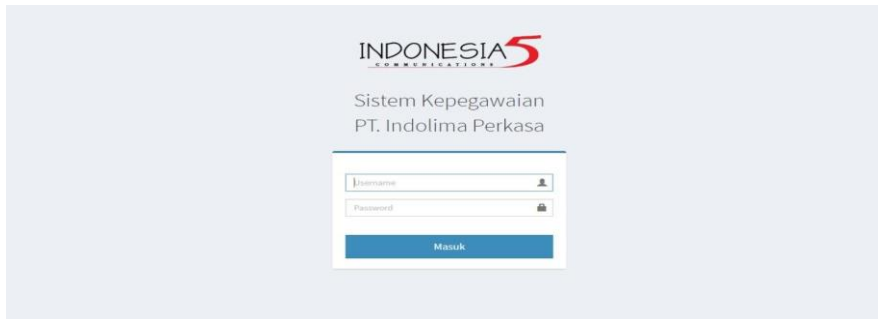 INDONESIA5
COMMUNICATIONS
Sistem Kepegawaian
PT. Indolima Perkasa
Username
Password
Masuk